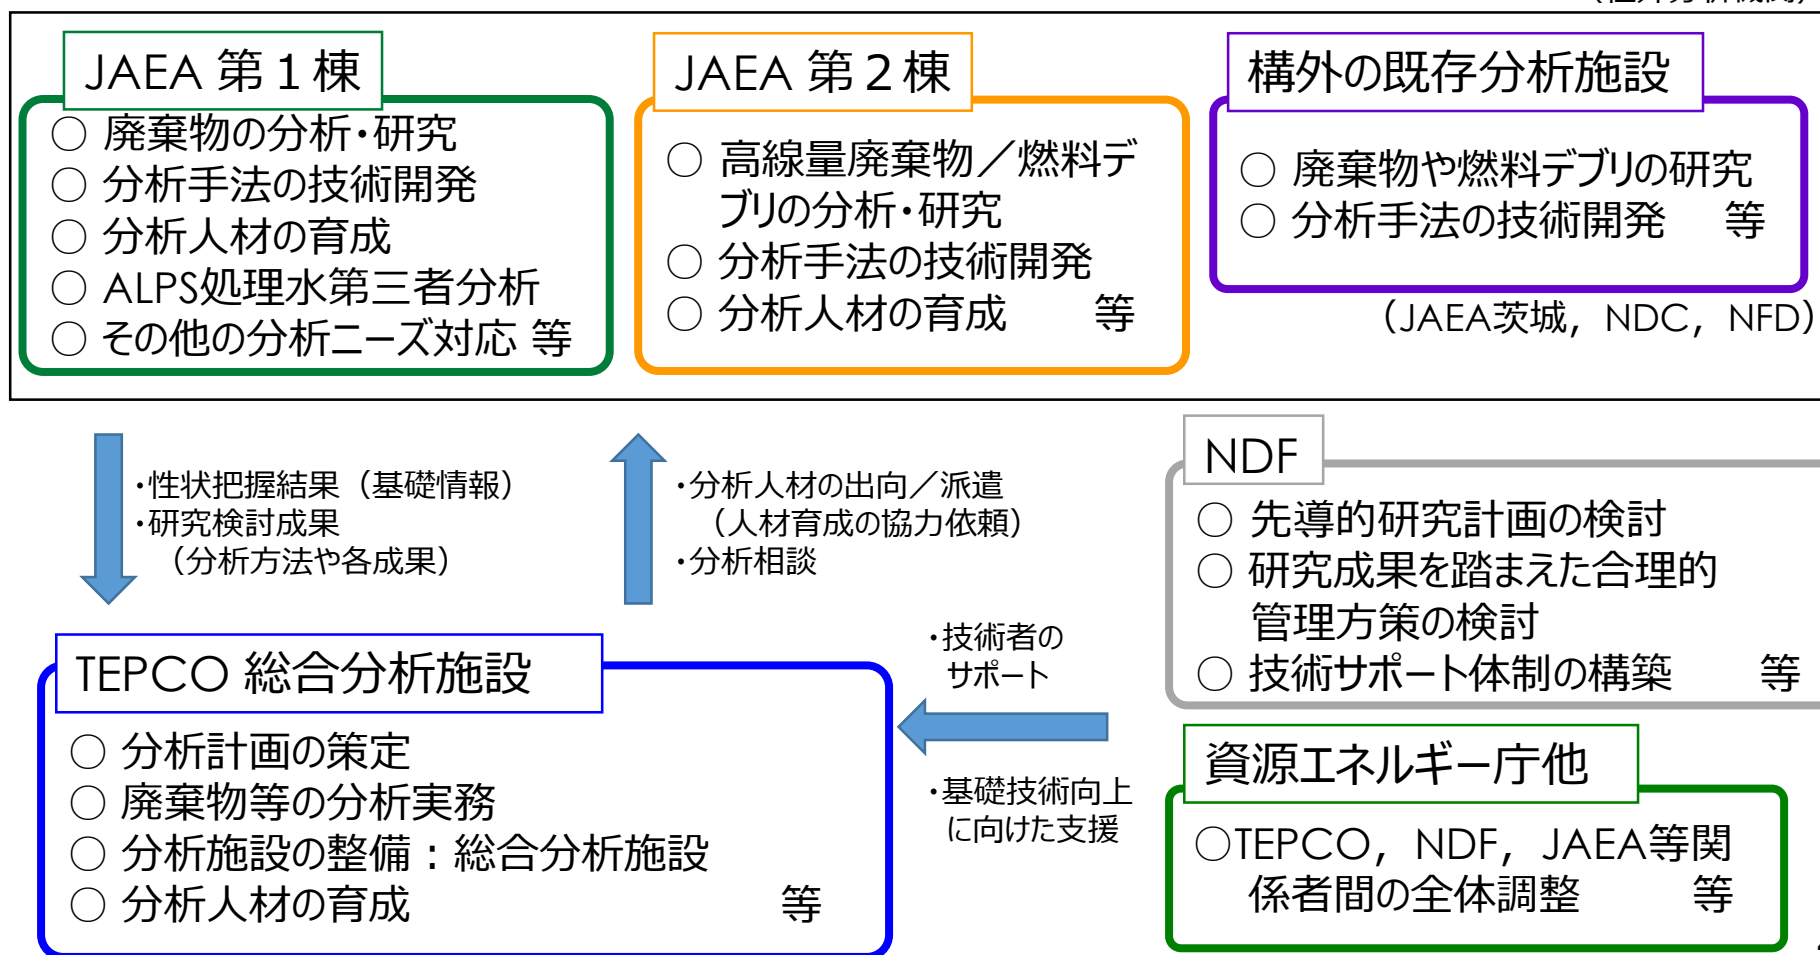 JAEA 第１棟
○ 廃棄物の分析・研究
○ 分析手法の技術開発
○ 分析人材の育成
○ ALPS処理水第三者分析
○ その他の分析ニーズ対応 等
JAEA 第２棟
○ 高線量廃棄物／燃料デ
ブリの分析・研究
○ 分析手法の技術開発
○ 分析人材の育成 等
構外の既存分析施設
○ 廃棄物や燃料デブリの研究
○ 分析手法の技術開発 等
（JAEA茨城，NDC，NFD）
・性状把握結果（基礎情報）
・研究検討成果
（分析方法や各成果）
・分析人材の出向／派遣
（人材育成の協力依頼）
・分析相談
NDF
○ 先導的研究計画の検討
○ 研究成果を踏まえた合理的
管理方策の検討
○ 技術サポート体制の構築 等
TEPCO 総合分析施設
○ 分析計画の策定
○ 廃棄物等の分析実務
○ 分析施設の整備：総合分析施設
○ 分析人材の育成 等
・技術者の
サポート
・基礎技術向上
に向けた支援
資源エネルギー庁他
○TEPCO，NDF，JAEA等関
係者間の全体調整 等